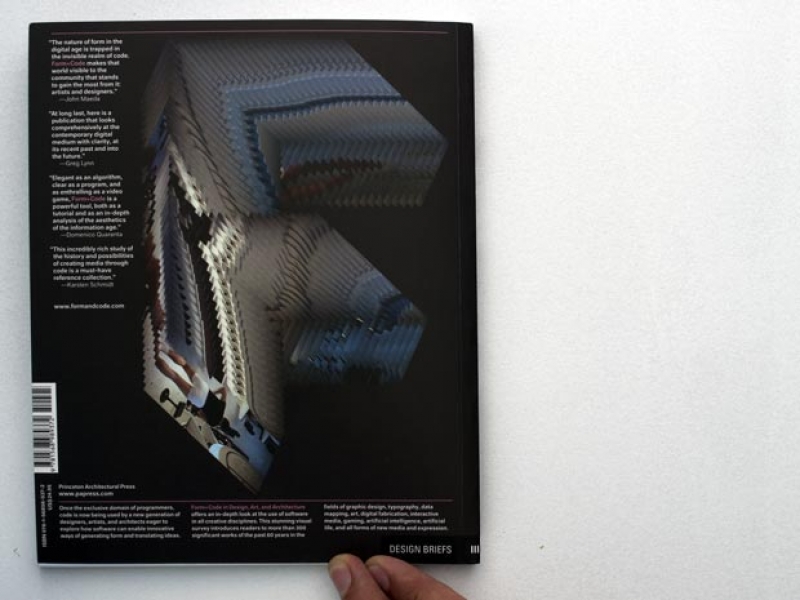 "The nature of form in the
digital age is trapped in
the invisible realm of code.
Form+Code makes that
world visible to the
community that stands
to gain the most from it:
artists and designers."
—John Maeda
"At long last, here is a
publication that looks
comprehensively at the
contemporary digital
medium with clarity, at
its recent past and into
the future."
—Greg Lynn
"Elegant as an algorithm,
clear as a program, and
as enthralling as a video
game, Form+Code is a
powerful tool, both as a
tutorial and as an in-depth
analysis of the aesthetics
of the information age."
—Domenico Quaranta
"This incredibly rich study of
the history and possibilities
of creating media through
code is a must-have
reference collection."
—Karsten Schmidt
www.formandcode.com
Princeton Architectural Press
www.papress.com
Once the exclusive domain of programmers,
code is now being used by a new generation of
designers, artists, and architects eager to
explore how software can enable innovative
ways of generating form and translating ideas.
Form+Code in Design, Art, and Architecture
offers an in-depth look at the use of software
in all creative disciplines. This stunning visual
survey introduces readers to more than 300
significant works of the past 60 years in the
fields of graphic design, typography, data
mapping, art, digital fabrication, interactive
media, gaming, artificial intelligence, artificial
life, and all forms of new media and expression.
DESIGN BRIEFS